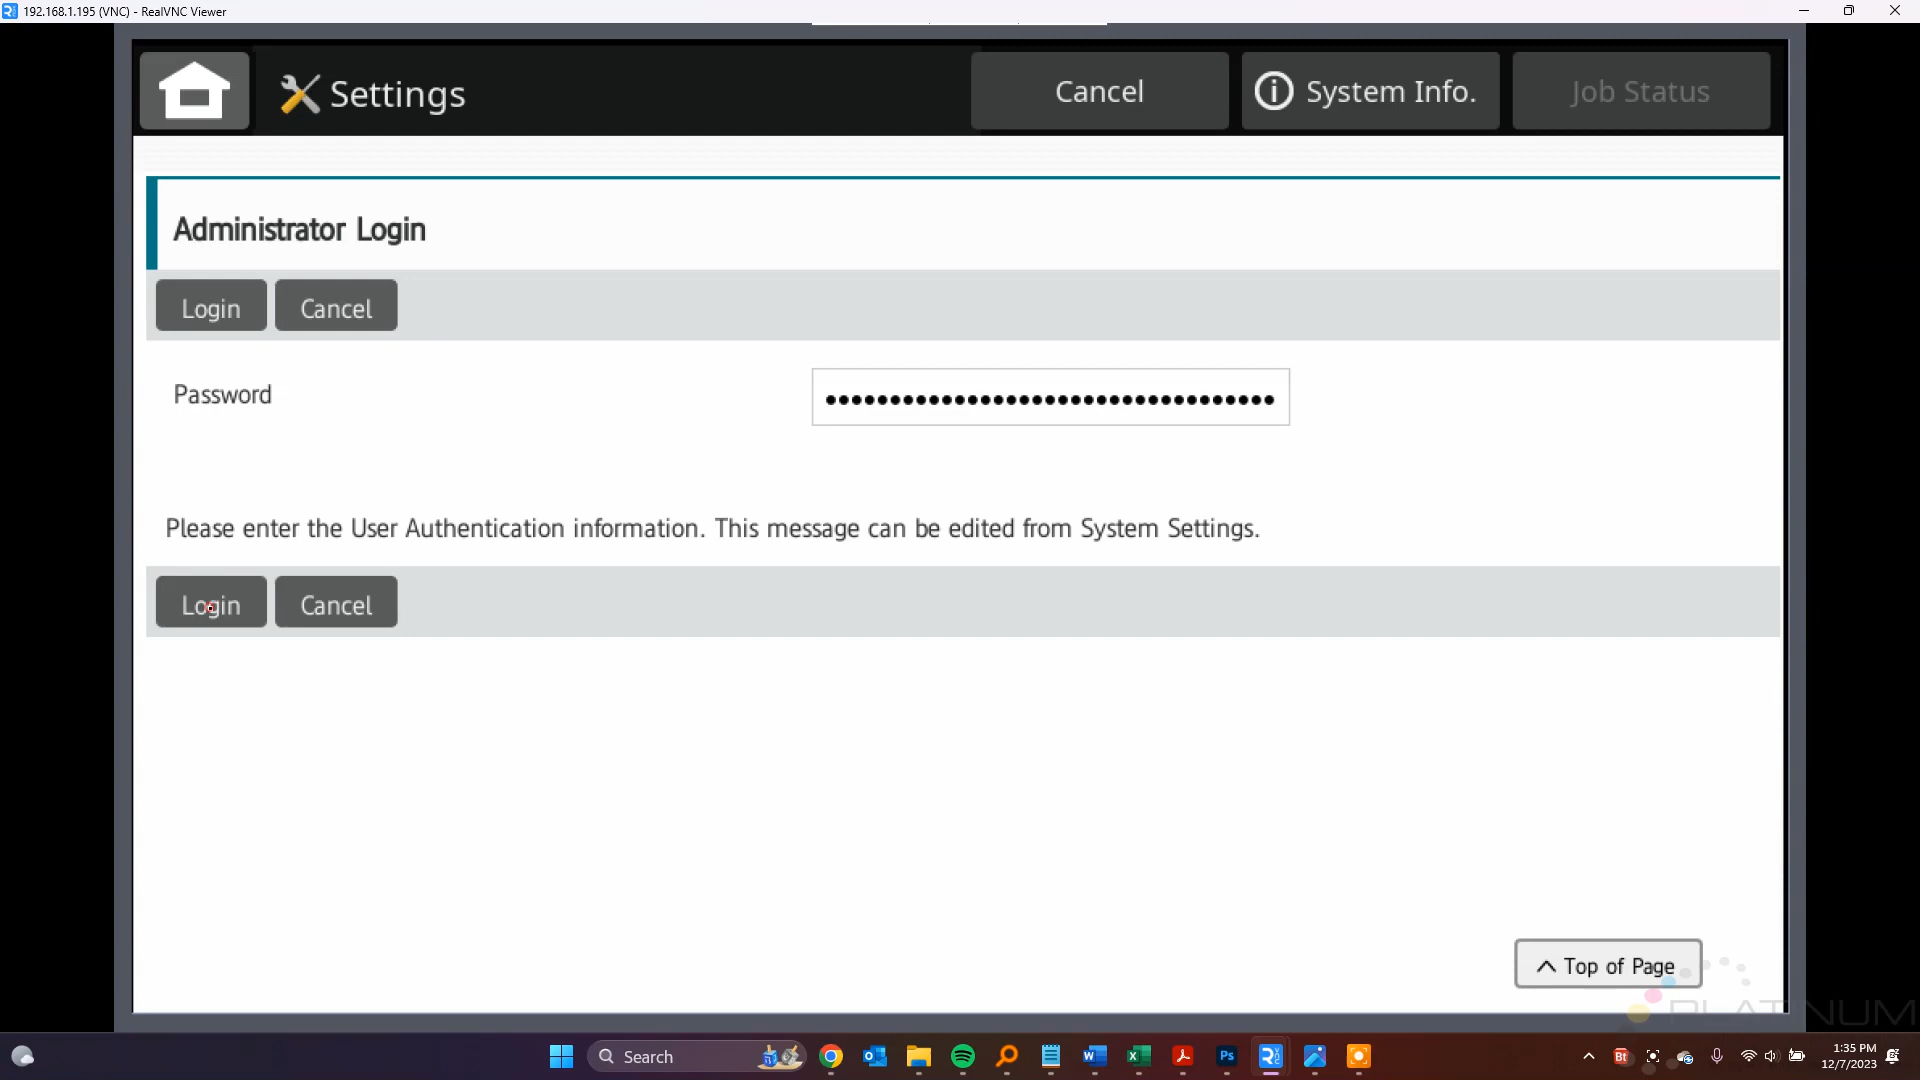 192.168.1.195 (VNC) - RealVNC Viewer
Settings
Cancel
System Info.
Job Status
Administrator Login
Login
Cancel
Password
•••••••••••••••••••••••••••••••••••
Please enter the User Authentication information. This message can be edited from System Settings.
Login
Cancel
Top of Page
PLATINUM
Search
Bt
1:35 PM
12/7/2023